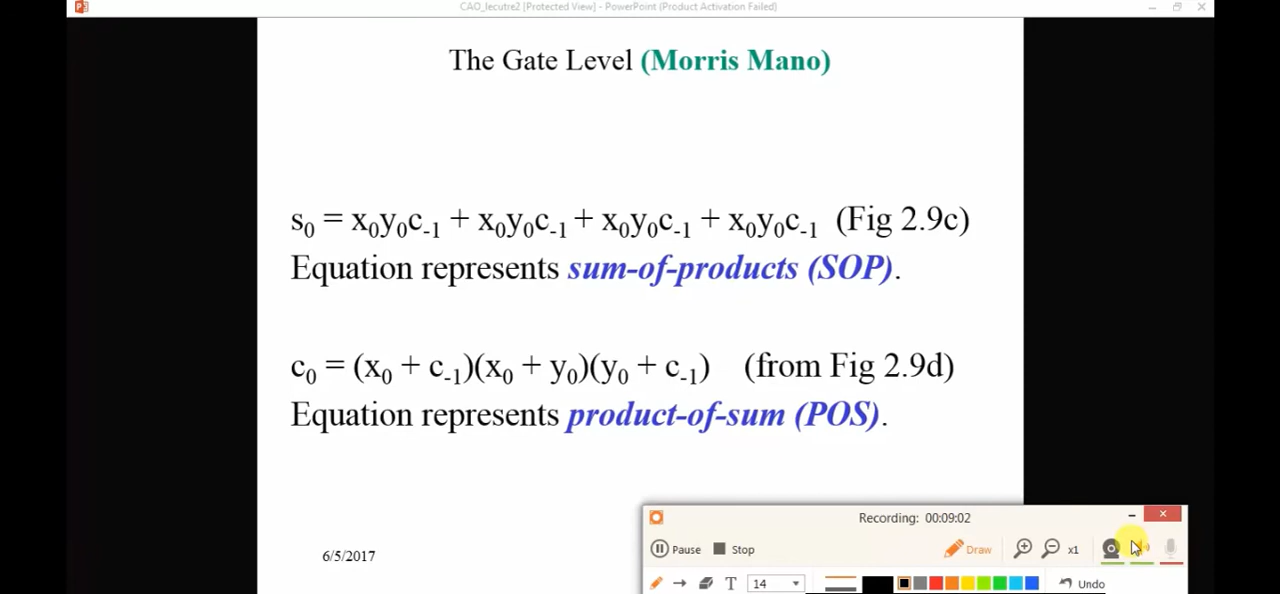 CAO_lecutre2 [Protected View] - PowerPoint (Product Activation Failed)
The Gate Level (Morris Mano)
s₀ = x₀y₀c₋₁ + x₀y₀c₋₁ + x₀y₀c₋₁ + x₀y₀c₋₁ (Fig 2.9c)
Equation represents sum-of-products (SOP).
c₀ = (x₀ + c₋₁)(x₀ + y₀)(y₀ + c₋₁) (from Fig 2.9d)
Equation represents product-of-sum (POS).
6/5/2017
Recording: 00:09:02
Pause Stop Draw x1
T 14 Undo